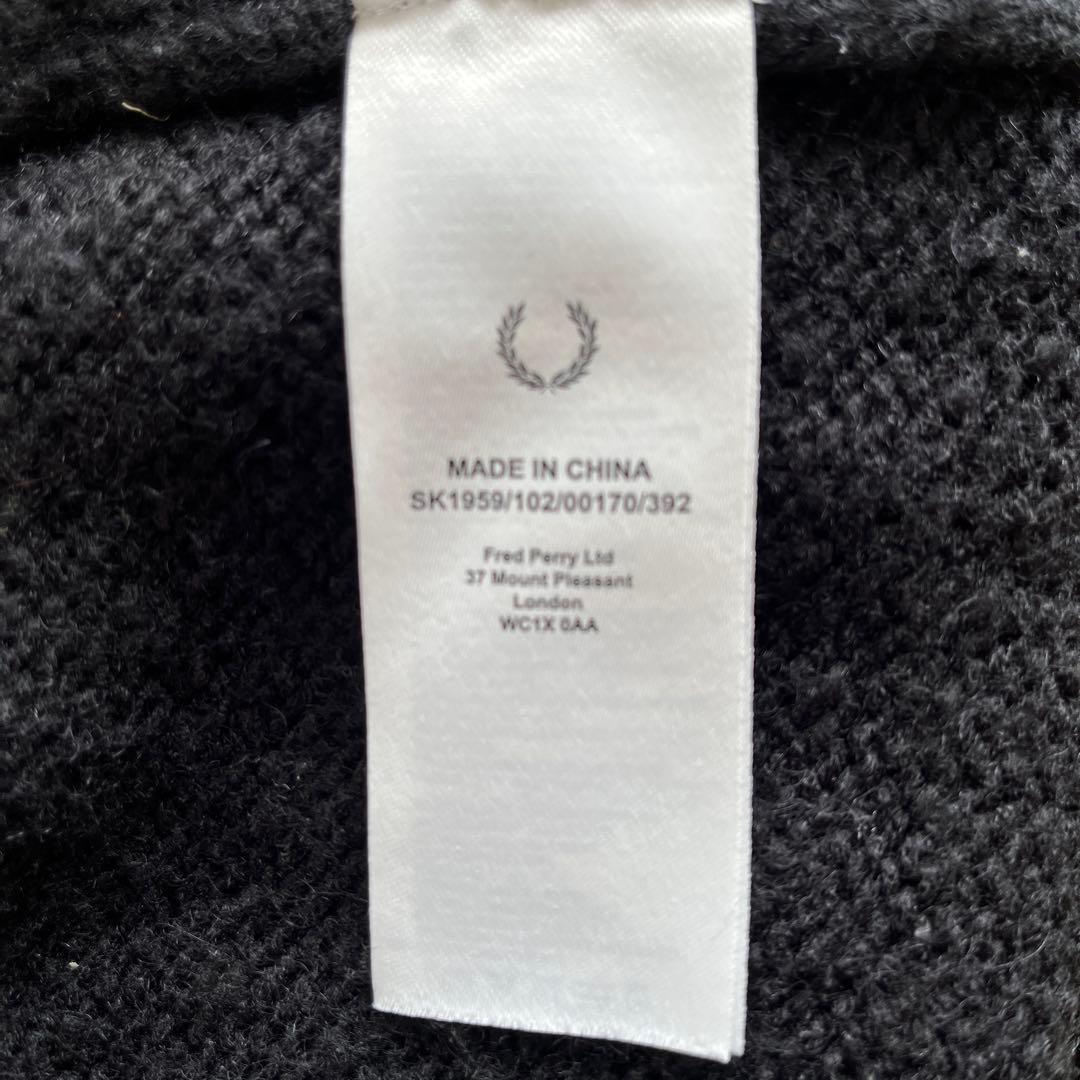 MADE IN CHINA
SK1959/102/00170/392
Fred Perry Ltd
37 Mount Pleasant
London
WC1X 0AA